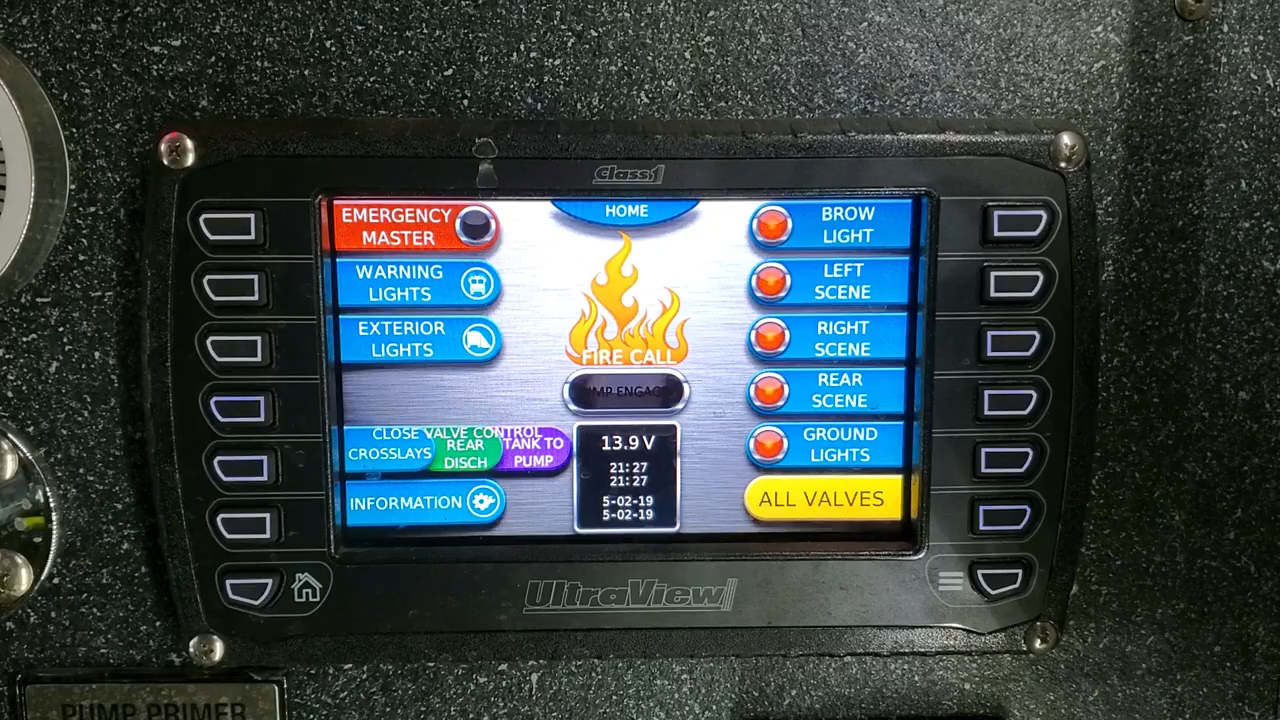 Class1
HOME
EMERGENCY
MASTER
WARNING
LIGHTS
EXTERIOR
LIGHTS
CLOSE VALVE CONTROL
CROSSLAYS
REAR
DISCH
TANK TO
PUMP
INFORMATION
FIRE CALL
MP ENGAG
13.9 V
21:27
21:27
5-02-19
5-02-19
BROW
LIGHT
LEFT
SCENE
RIGHT
SCENE
REAR
SCENE
GROUND
LIGHTS
ALL VALVES
UltraView
PUMP PRIMER